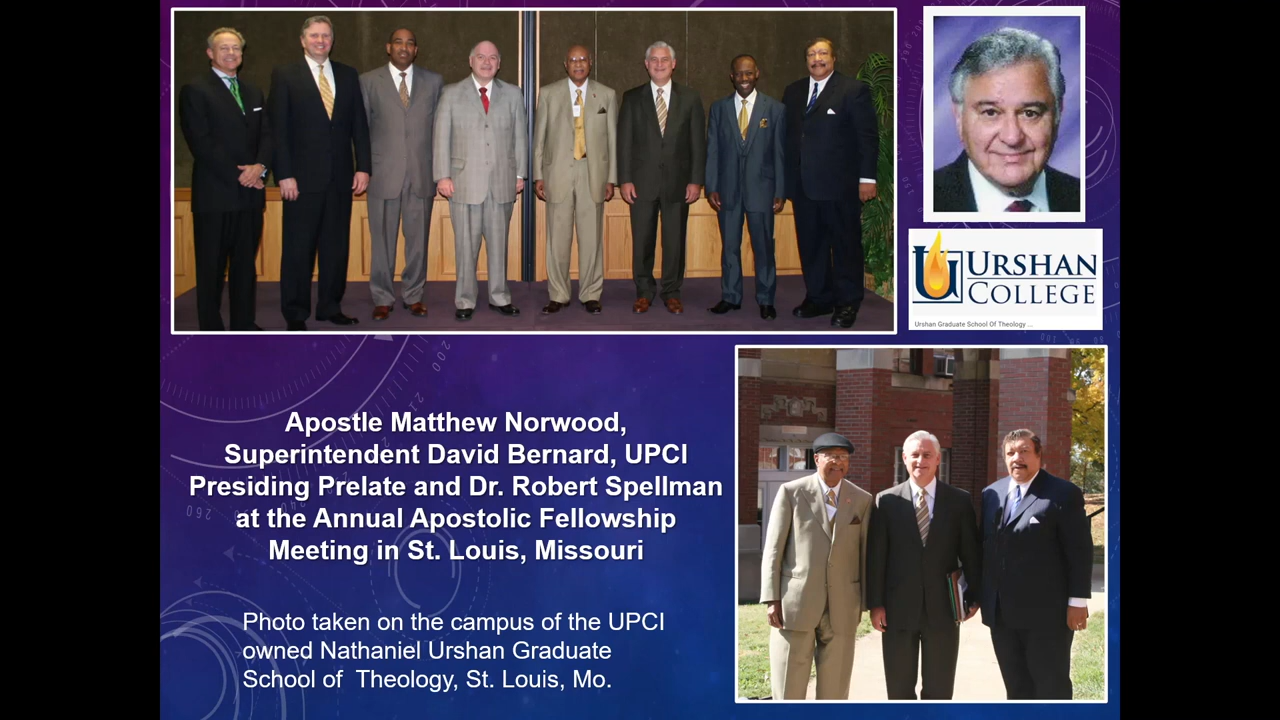 URSHAN
COLLEGE
Urshan Graduate School Of Theology ...
Apostle Matthew Norwood,
Superintendent David Bernard, UPCI
Presiding Prelate and Dr. Robert Spellman
at the Annual Apostolic Fellowship
Meeting in St. Louis, Missouri
Photo taken on the campus of the UPCI
owned Nathaniel Urshan Graduate
School of  Theology, St. Louis, Mo.